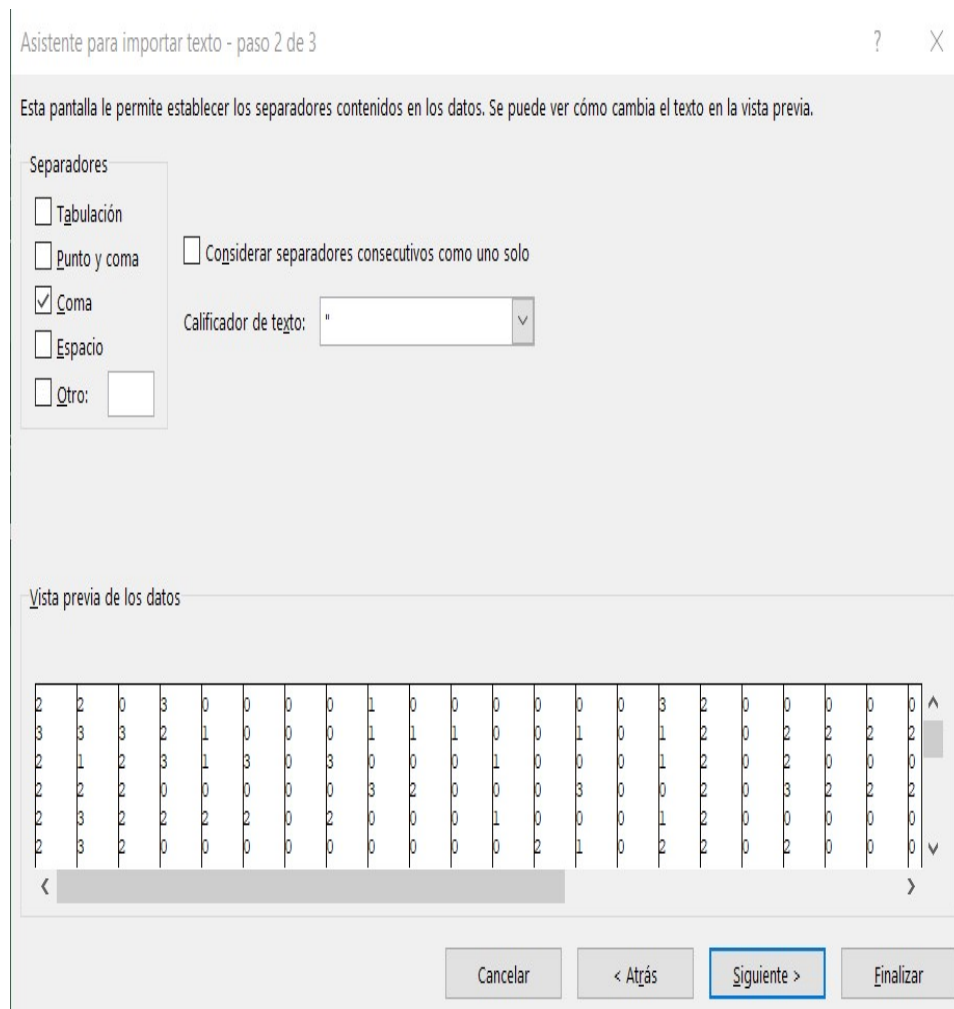 Asistente para importar texto - paso 2 de 3 ? X
Esta pantalla le permite establecer los separadores contenidos en los datos. Se puede ver cómo cambia el texto en la vista previa.
Separadores
Tabulación
Punto y coma
Coma
Espacio
Otro:
Considerar separadores consecutivos como uno solo
Calificador de texto: "
Vista previa de los datos
2 2 0 3 0 0 0 0 1 0 0 0 0 0 0 3 2 0 0 0 0 0
3 3 3 2 1 0 0 0 1 1 1 0 0 1 0 1 2 0 2 2 2 2
2 1 2 3 1 3 0 3 0 0 0 1 0 0 0 1 2 0 2 0 0 0
2 2 2 0 0 0 0 0 3 2 0 0 0 3 0 0 2 0 3 2 2 2
2 3 2 2 2 2 0 2 0 0 0 1 0 0 0 1 2 0 0 0 0 0
2 3 2 0 0 0 0 0 0 0 0 0 2 1 0 2 2 0 2 0 0 0
Cancelar < Atrás Siguiente > Finalizar